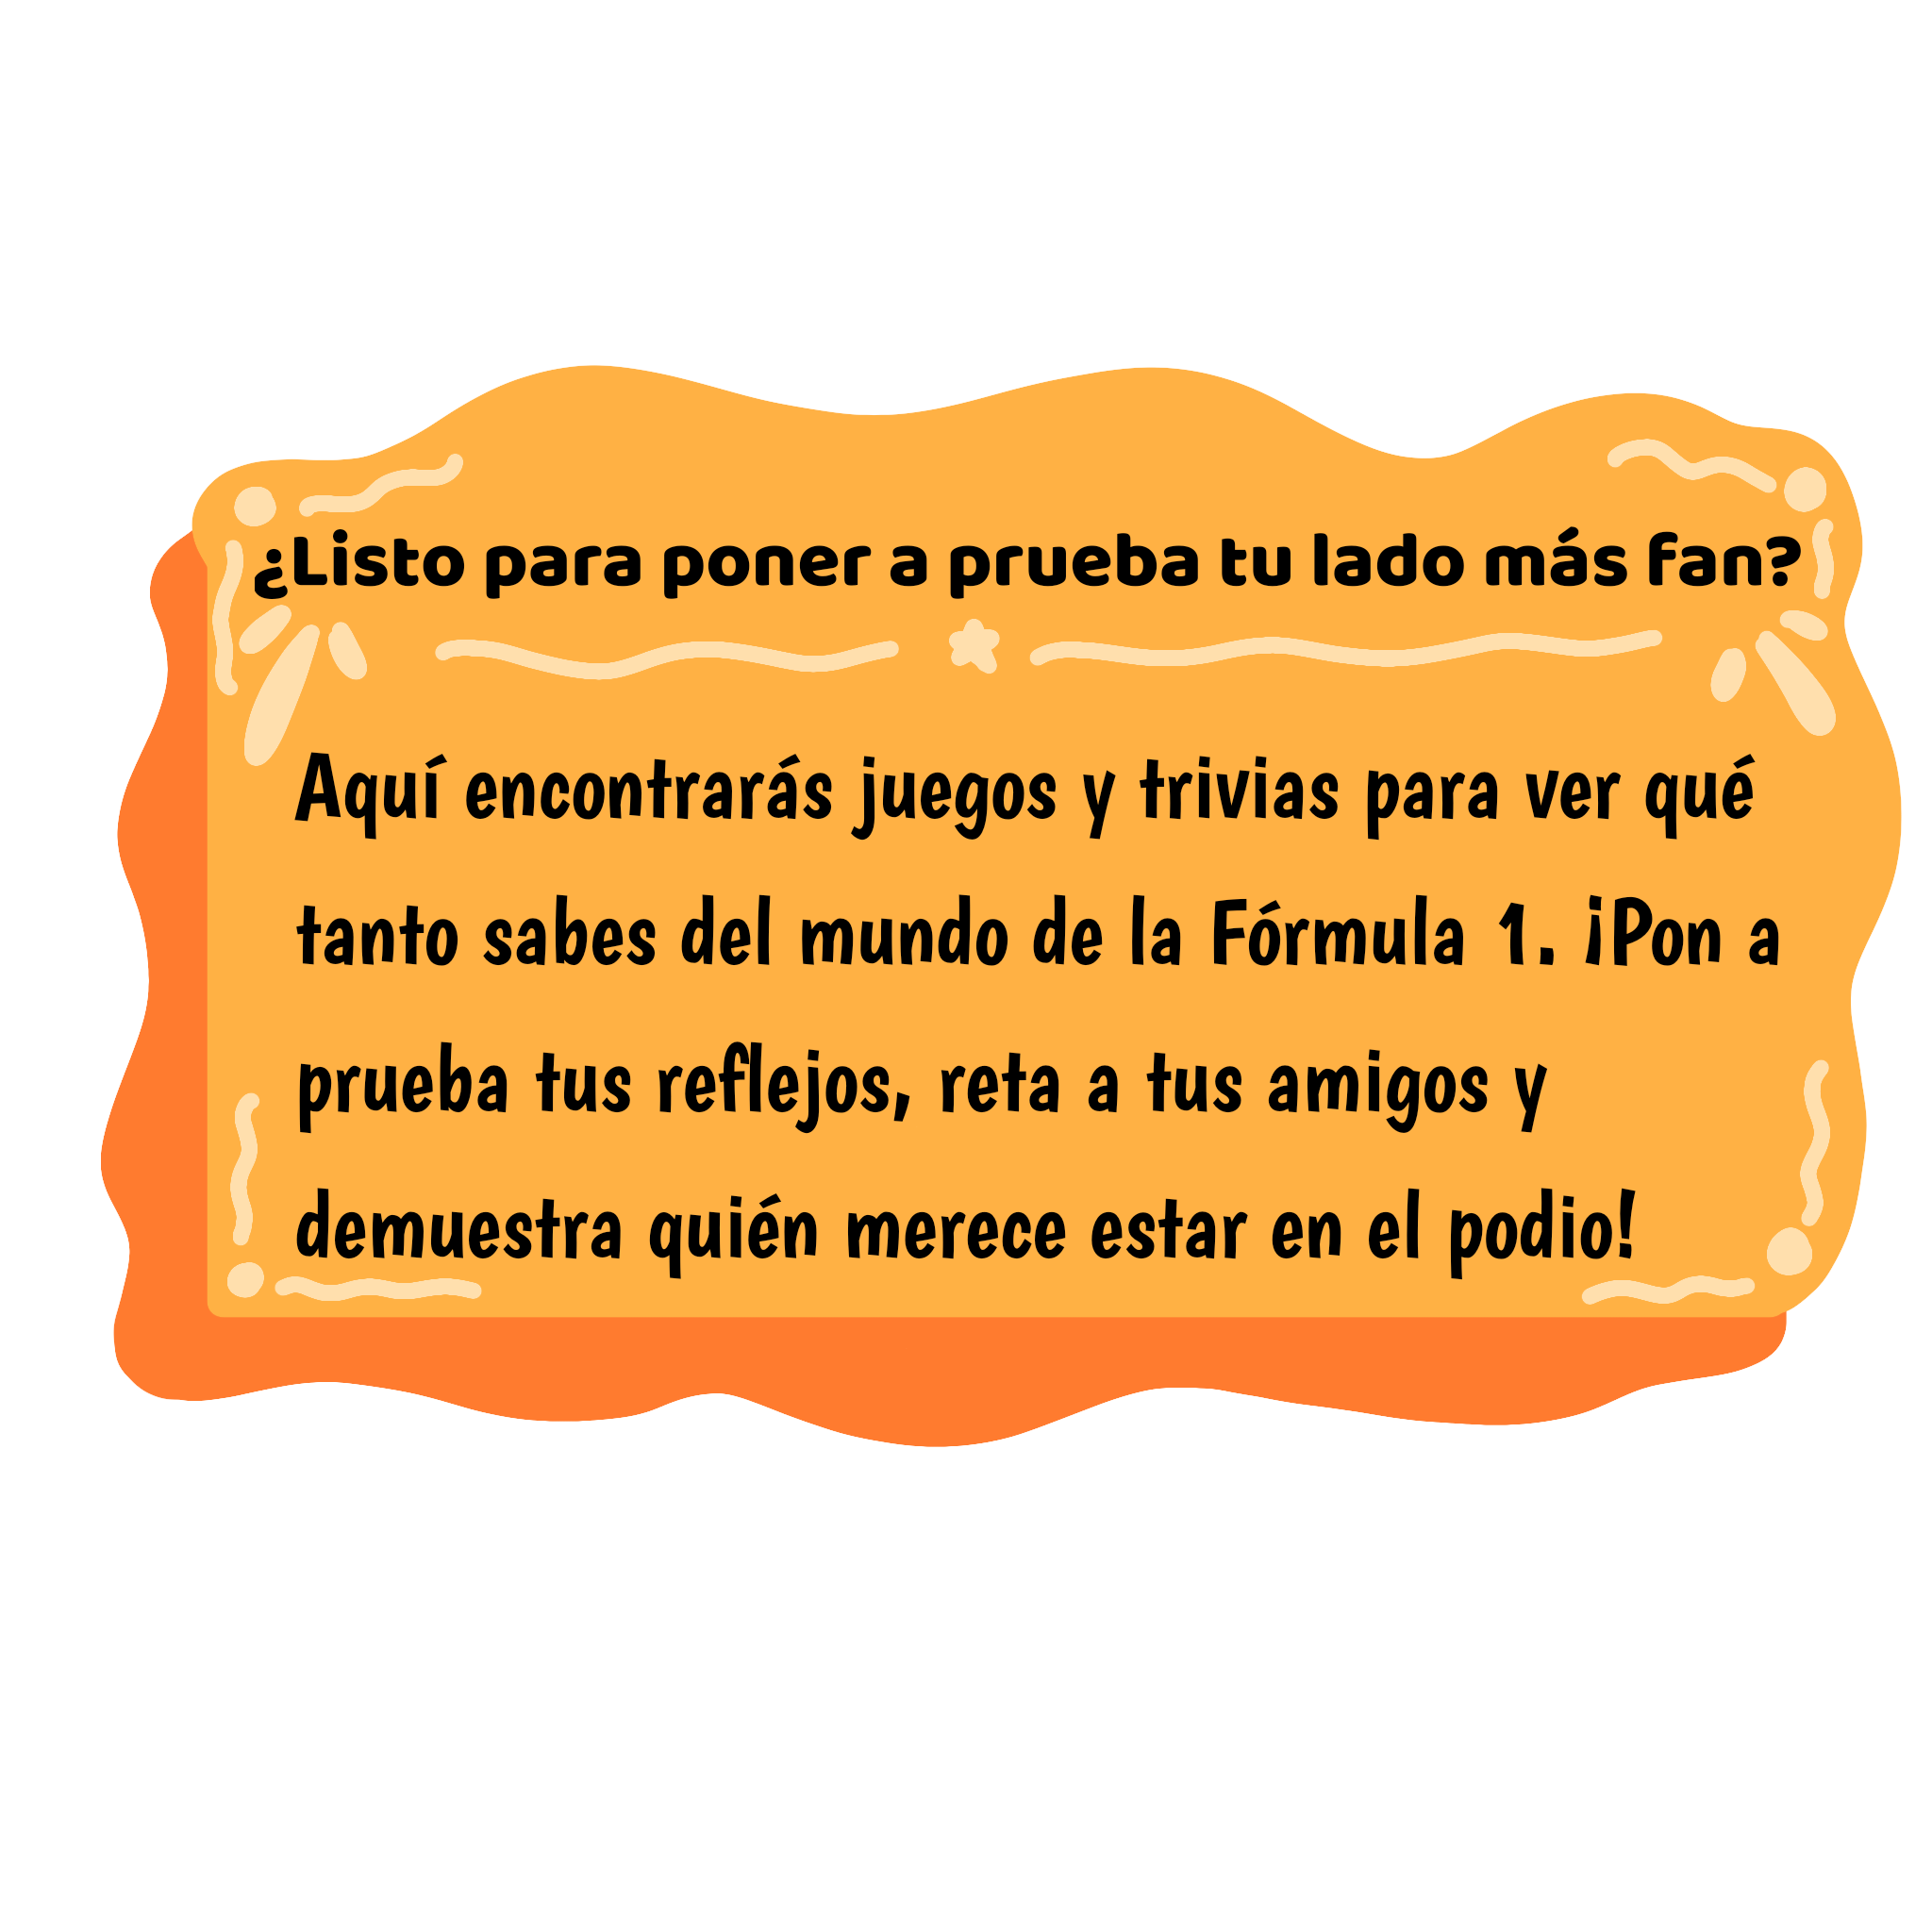 ¿Listo para poner a prueba tu lado más fan?
Aquí encontrarás juegos y trivias para ver qué
tanto sabes del mundo de la Fórmula 1. ¡Pon a
prueba tus reflejos, reta a tus amigos y
demuestra quién merece estar en el podio!